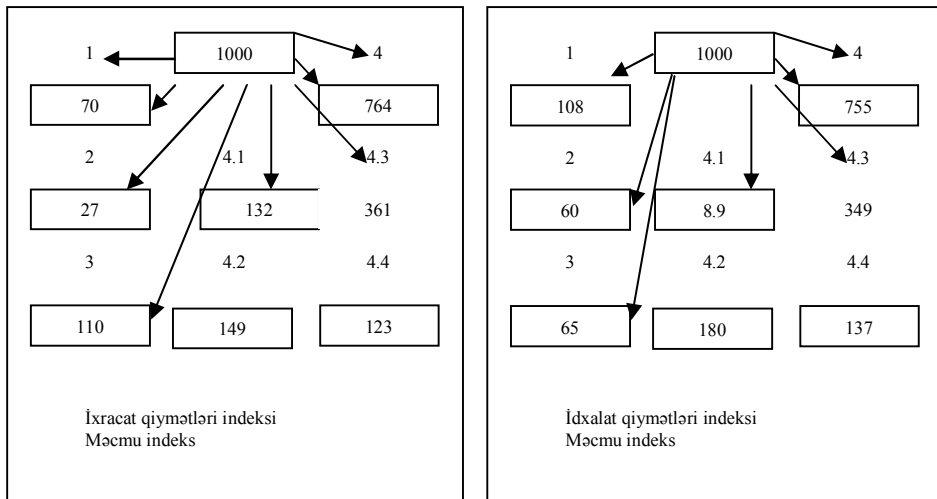 1 1000 4
70 764
2 4.1 4.3
27 132 361
3 4.2 4.4
110 149 123
İxracat qiymətləri indeksi
Məcmu indeks
1 1000 4
108 755
2 4.1 4.3
60 8.9 349
3 4.2 4.4
65 180 137
İdxalat qiymətləri indeksi
Məcmu indeks